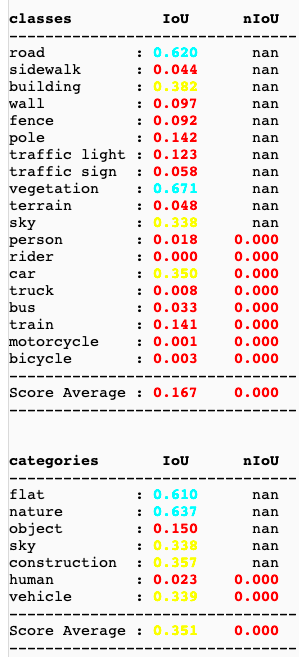 classes IoU nIoU
--------------------------------
road : 0.620 nan
sidewalk : 0.044 nan
building : 0.382 nan
wall : 0.097 nan
fence : 0.092 nan
pole : 0.142 nan
traffic light : 0.123 nan
traffic sign : 0.058 nan
vegetation : 0.671 nan
terrain : 0.048 nan
sky : 0.338 nan
person : 0.018 0.000
rider : 0.000 0.000
car : 0.350 0.000
truck : 0.008 0.000
bus : 0.033 0.000
train : 0.141 0.000
motorcycle : 0.001 0.000
bicycle : 0.003 0.000
--------------------------------
Score Average : 0.167 0.000
--------------------------------
categories IoU nIoU
--------------------------------
flat : 0.610 nan
nature : 0.637 nan
object : 0.150 nan
sky : 0.338 nan
construction : 0.357 nan
human : 0.023 0.000
vehicle : 0.339 0.000
--------------------------------
Score Average : 0.351 0.000
--------------------------------